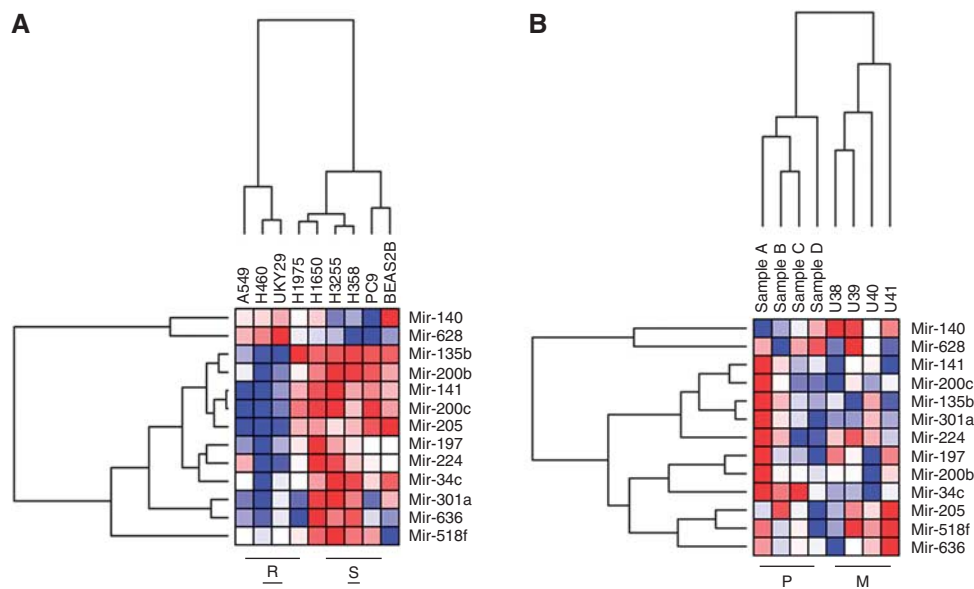 A
B
A549
H460
UKY29
H1975
H1650
H3255
H358
PC9
BEAS2B
Mir-140
Mir-628
Mir-135b
Mir-200b
Mir-141
Mir-200c
Mir-205
Mir-197
Mir-224
Mir-34c
Mir-301a
Mir-636
Mir-518f
R
S
Sample A
Sample B
Sample C
Sample D
U38
U39
U40
U41
Mir-140
Mir-628
Mir-141
Mir-200c
Mir-135b
Mir-301a
Mir-224
Mir-197
Mir-200b
Mir-34c
Mir-205
Mir-518f
Mir-636
P
M